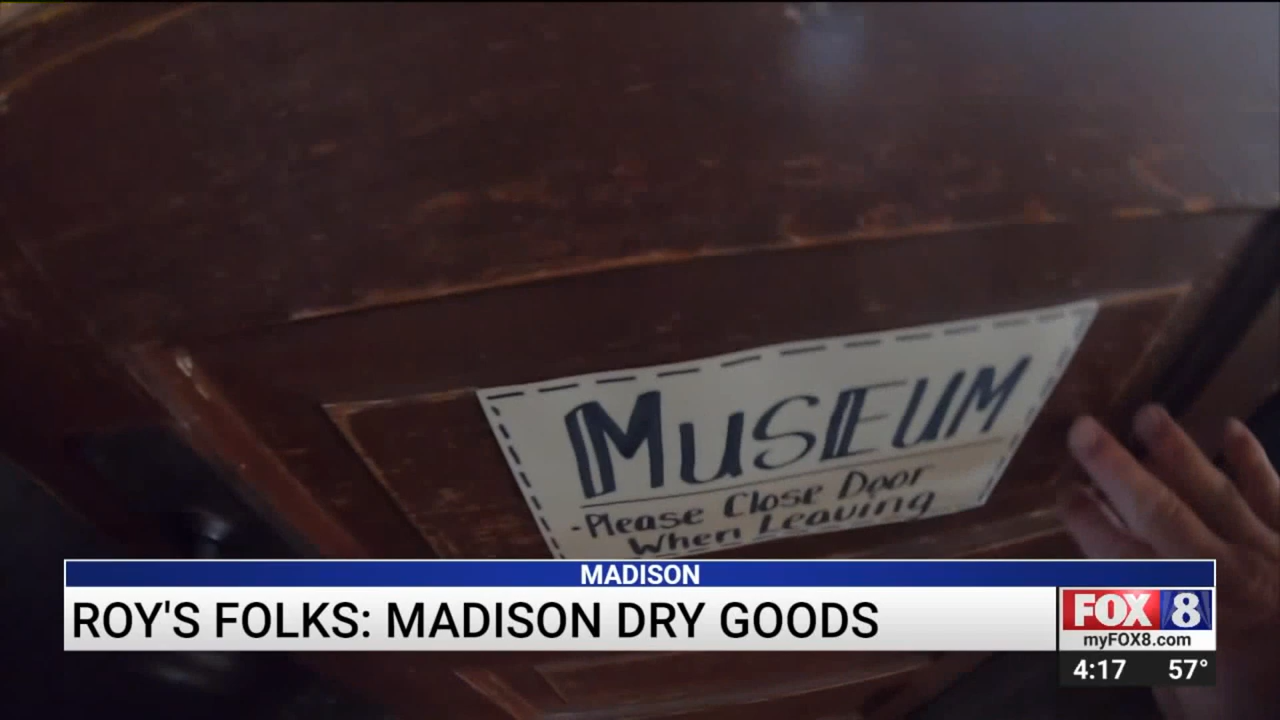 MUSEUM
-Please Close Door
When Leaving
MADISON
ROY'S FOLKS: MADISON DRY GOODS
FOX 8
myFOX8.com
4:17 57°